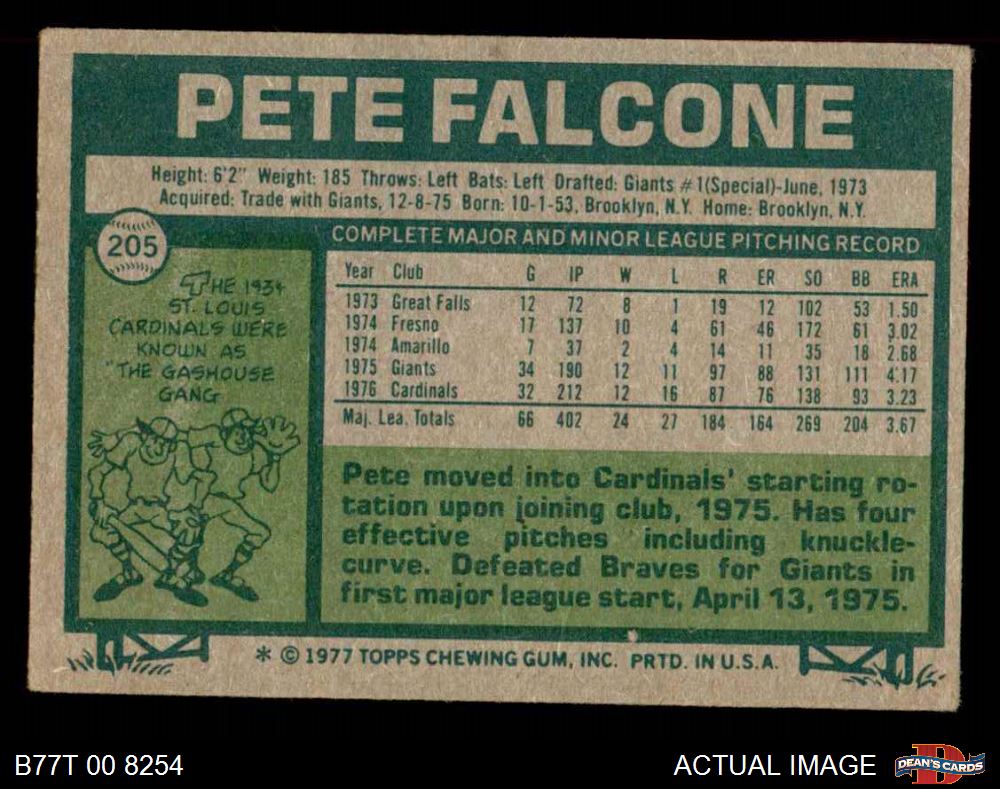 PETE FALCONE
Height: 6'2" Weight: 185 Throws: Left Bats: Left Drafted: Giants #1(Special)-June, 1973
Acquired: Trade with Giants, 12-8-75 Born: 10-1-53, Brooklyn, N.Y. Home: Brooklyn, N.Y.
205
THE 1934
ST. LOUIS
CARDINALS WERE
KNOWN AS
"THE GASHOUSE
GANG
COMPLETE MAJOR AND MINOR LEAGUE PITCHING RECORD
Year Club G IP W L R ER SO BB ERA
1973 Great Falls 12 72 8 1 19 12 102 53 1.50
1974 Fresno 17 137 10 4 61 46 172 61 3.02
1974 Amarillo 7 37 2 4 14 11 35 18 2.68
1975 Giants 34 190 12 11 97 88 131 111 4.17
1976 Cardinals 32 212 12 16 87 76 138 93 3.23
Maj. Lea. Totals 66 402 24 27 184 164 269 204 3.67
Pete moved into Cardinals' starting ro-
tation upon joining club, 1975. Has four
effective pitches including knuckle-
curve. Defeated Braves for Giants in
first major league start, April 13, 1975.
* © 1977 TOPPS CHEWING GUM, INC. PRTD. IN U.S.A.
B77T 00 8254
ACTUAL IMAGE
D
DEAN'S CARDS